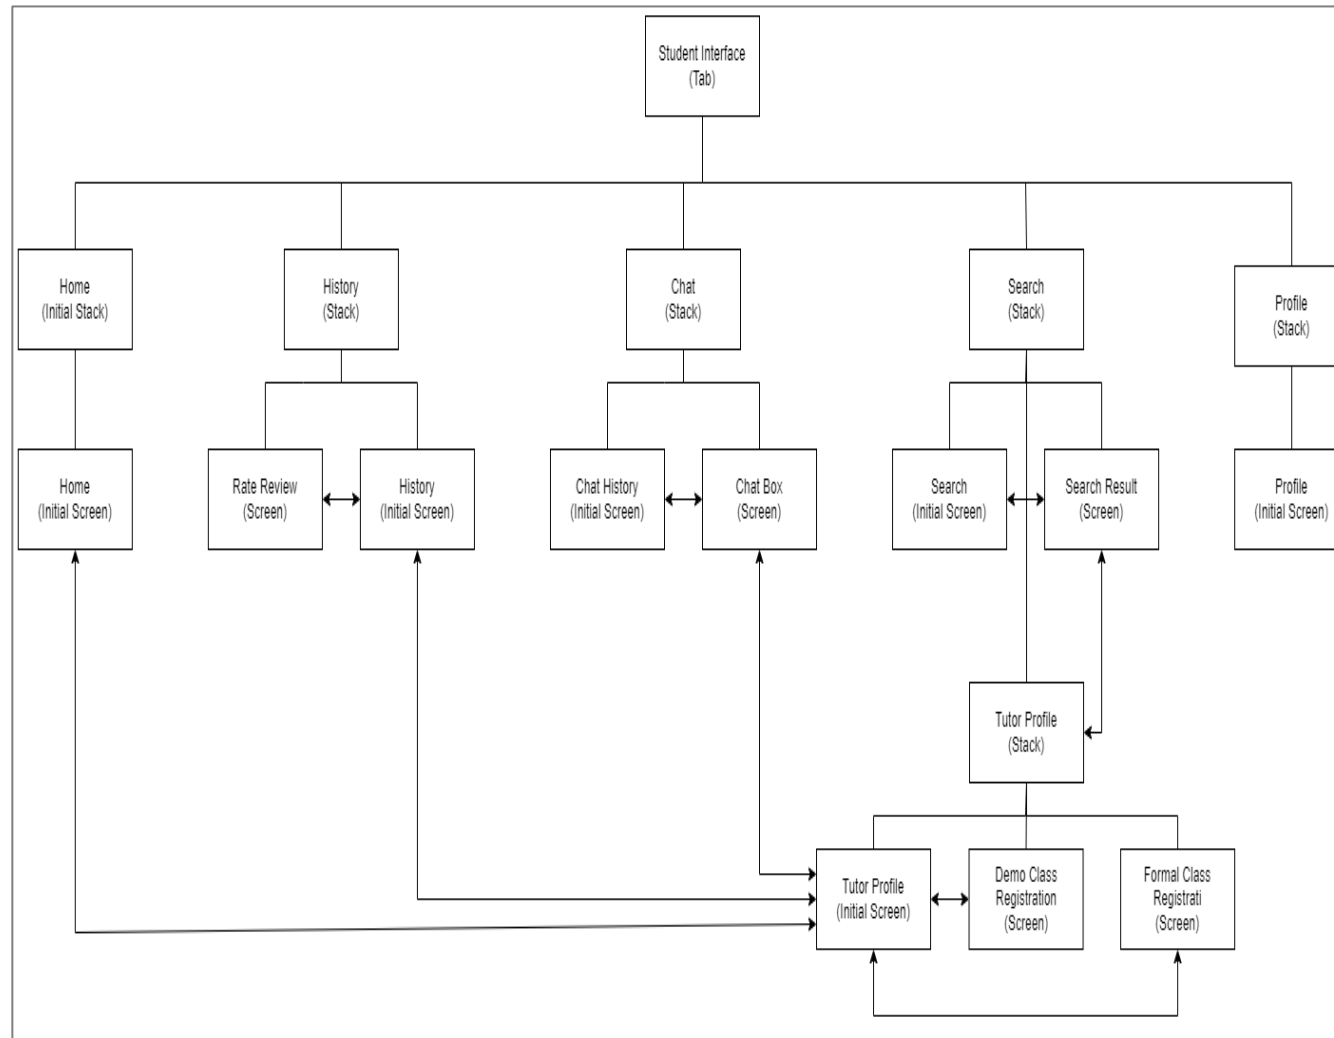 Student Interface
(Tab)
Home
(Initial Stack)
History
(Stack)
Chat
(Stack)
Search
(Stack)
Profile
(Stack)
Home
(Initial Screen)
Rate Review
(Screen)
History
(Initial Screen)
Chat History
(Initial Screen)
Chat Box
(Screen)
Search
(Initial Screen)
Search Result
(Screen)
Profile
(Initial Screen)
Tutor Profile
(Stack)
Tutor Profile
(Initial Screen)
Demo Class
Registration
(Screen)
Formal Class
Registrati
(Screen)